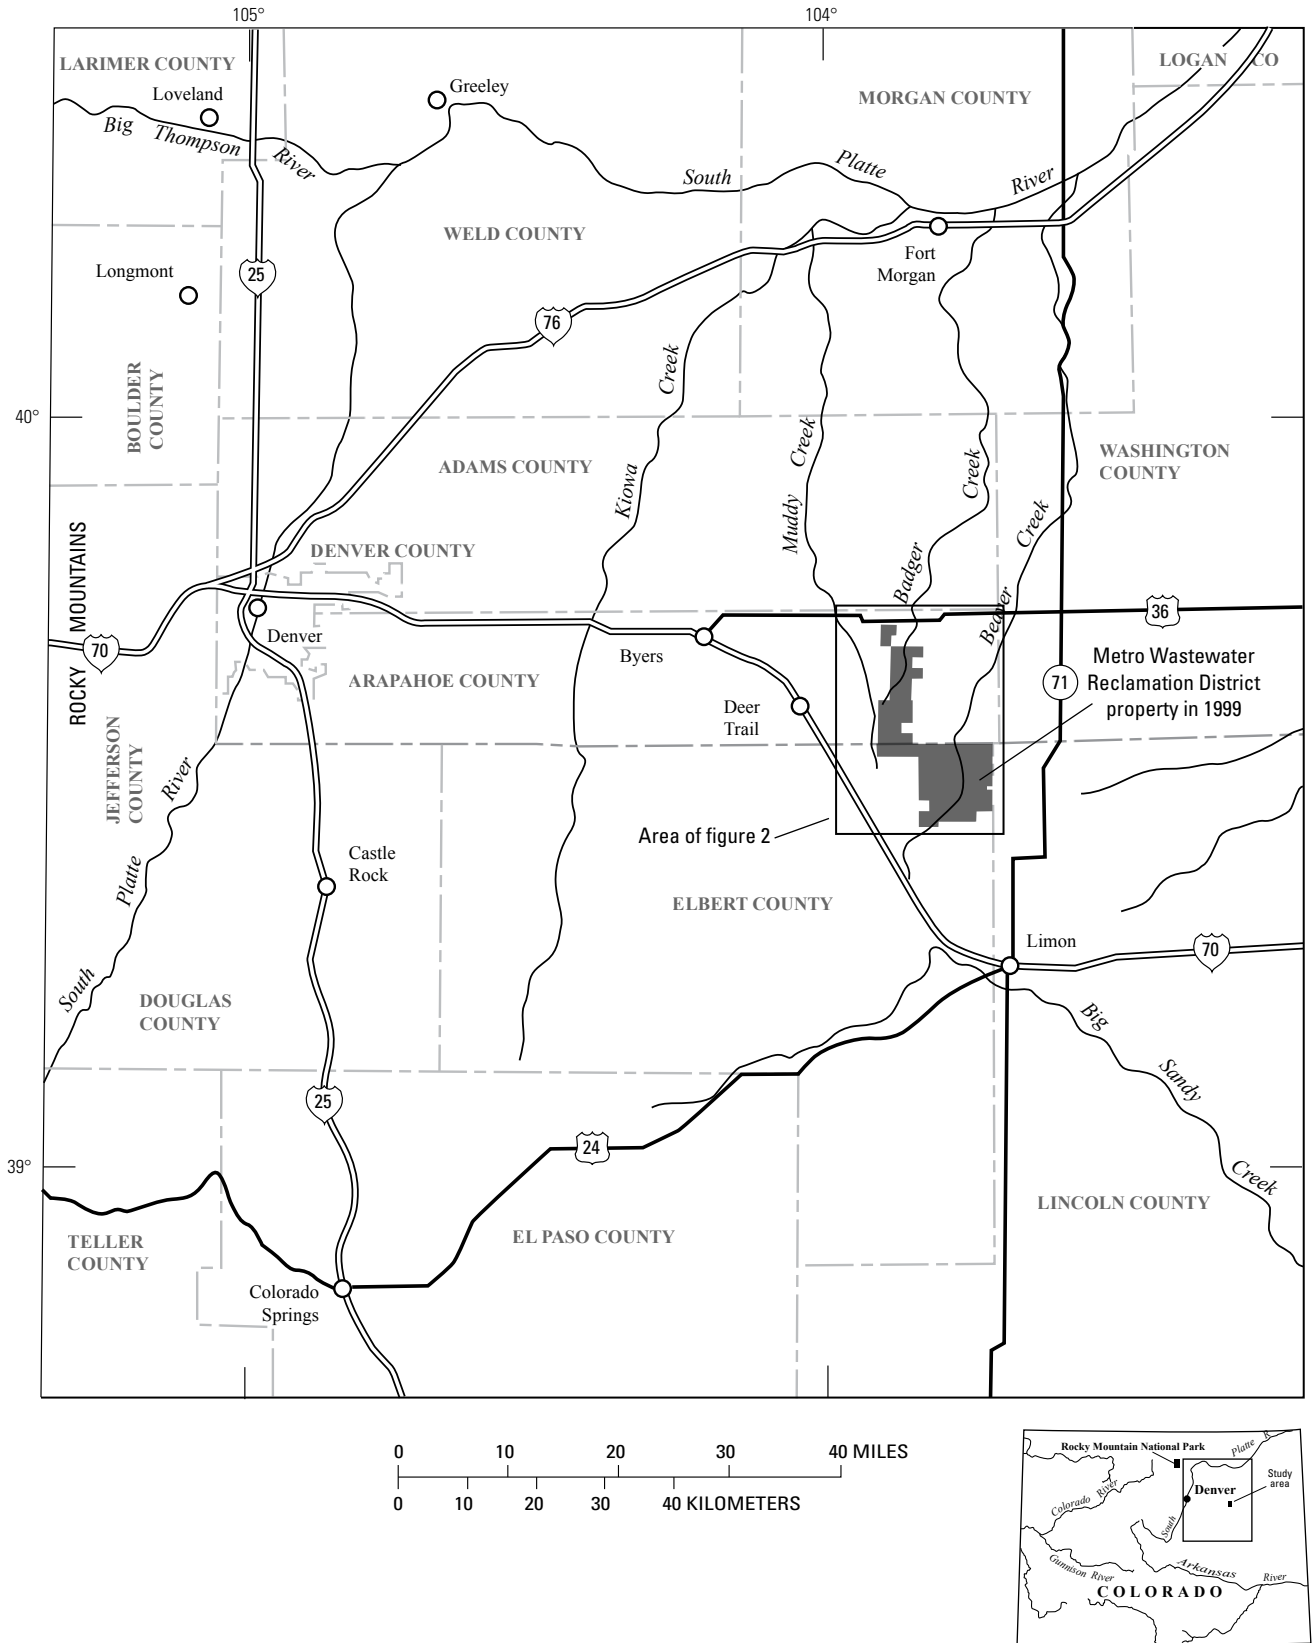 105°
104°
LARIMER COUNTY
Loveland
Greeley
MORGAN COUNTY
LOGAN CO
Big Thompson River
South Platte River
WELD COUNTY
Longmont
25
Fort
Morgan
76
BOULDER
COUNTY
Kiowa Creek
Muddy Creek
Badger Creek
Beaver Creek
40°
ADAMS COUNTY
WASHINGTON
COUNTY
ROCKY MOUNTAINS
DENVER COUNTY
36
70
Denver
Byers
Metro Wastewater
Reclamation District
property in 1999
71
ARAPAHOE COUNTY
Deer
Trail
JEFFERSON
COUNTY
South Platte River
Area of figure 2
Castle
Rock
ELBERT COUNTY
Limon
70
DOUGLAS
COUNTY
Big Sandy Creek
25
24
39°
LINCOLN COUNTY
TELLER
COUNTY
EL PASO COUNTY
Colorado
Springs
0 10 20 30 40 MILES
0 10 20 30 40 KILOMETERS
Rocky Mountain National Park
Platte R
Study
area
Denver
Colorado River
South
Gunnison River
Arkansas River
COLORADO